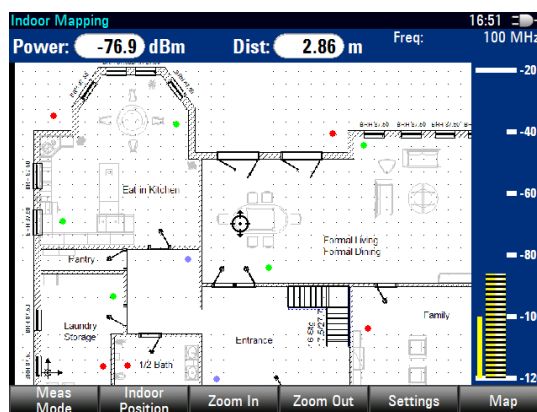 Indoor Mapping 16:51
Power: -76.9 dBm Dist: 2.86 m Freq: 100 MHz
-20
-40
-60
-80
-10
-12
Eat in Kitchen
Formal Living
Formal Dining
Pantry
Laundry
Storage
1/2 Bath
Entrance
Family
Meas Mode
Indoor Position
Zoom In
Zoom Out
Settings
Map